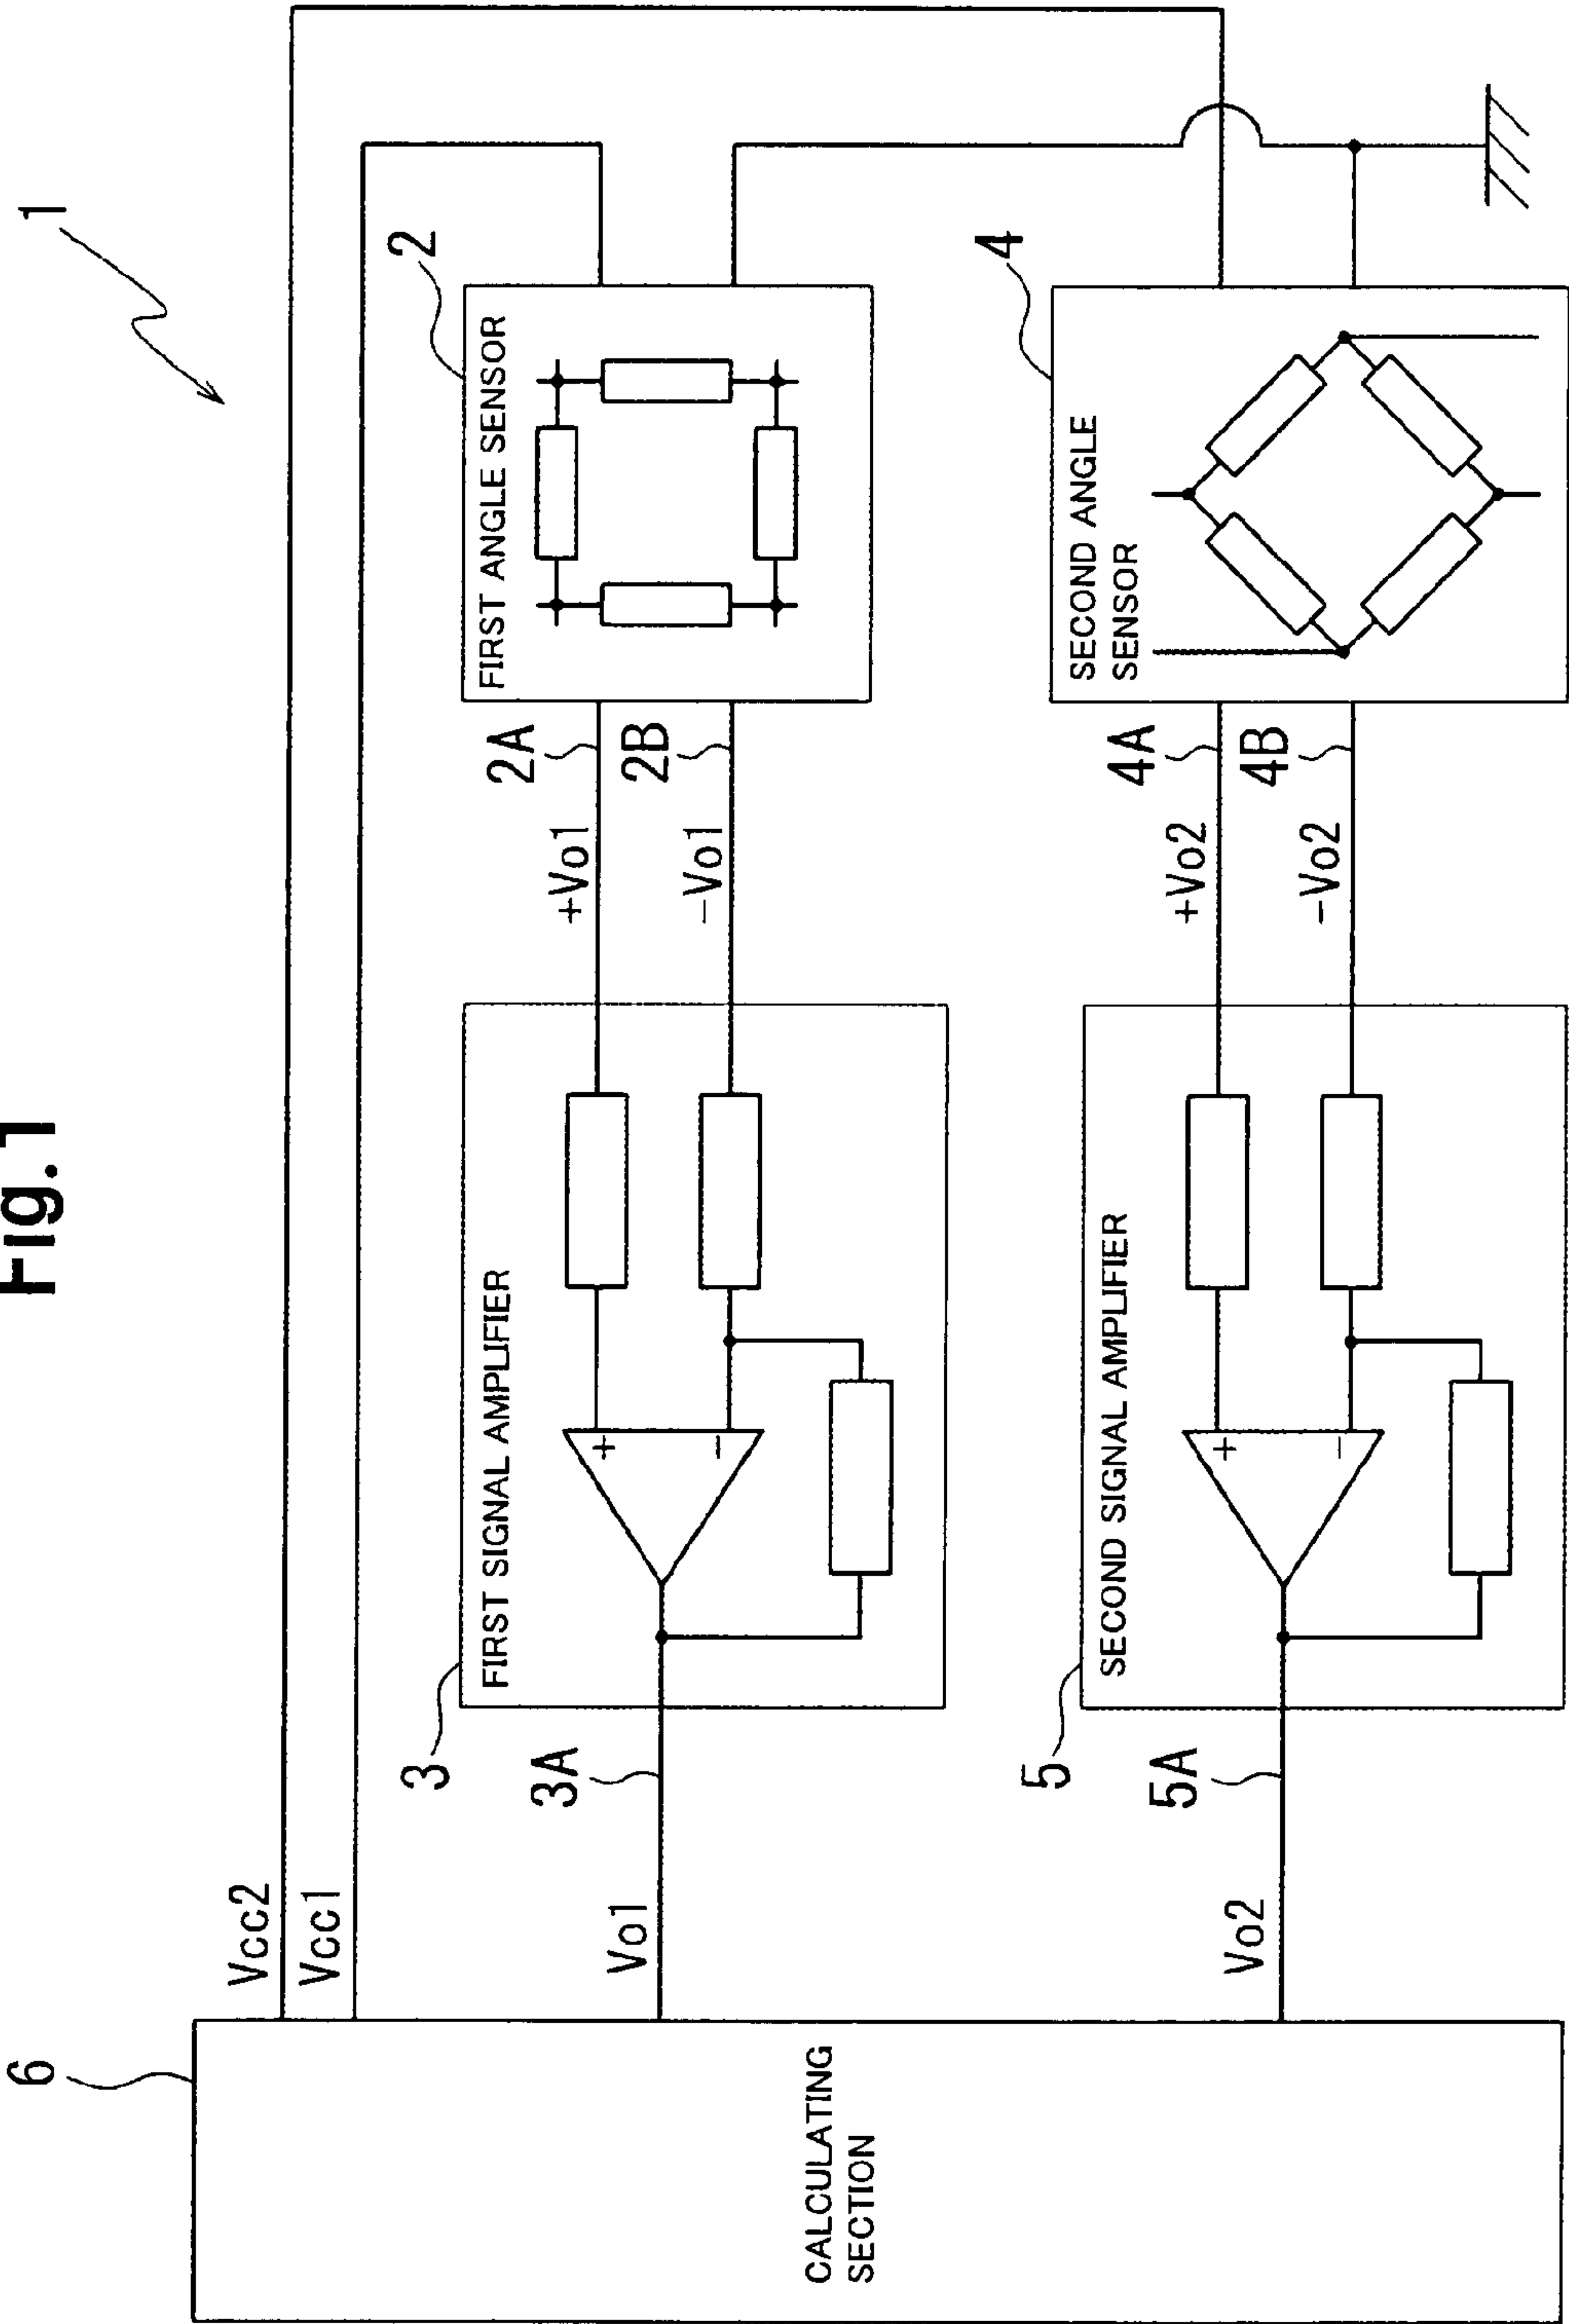 Fig.1
1
6
Vcc2
Vcc1
CALCULATING
SECTION
3
FIRST SIGNAL AMPLIFIER
+
−
3A
Vo1
2
FIRST ANGLE SENSOR
2A
2B
+Vo1
−Vo1
5
SECOND SIGNAL AMPLIFIER
+
−
5A
Vo2
4
SECOND ANGLE
SENSOR
4A
4B
+Vo2
−Vo2